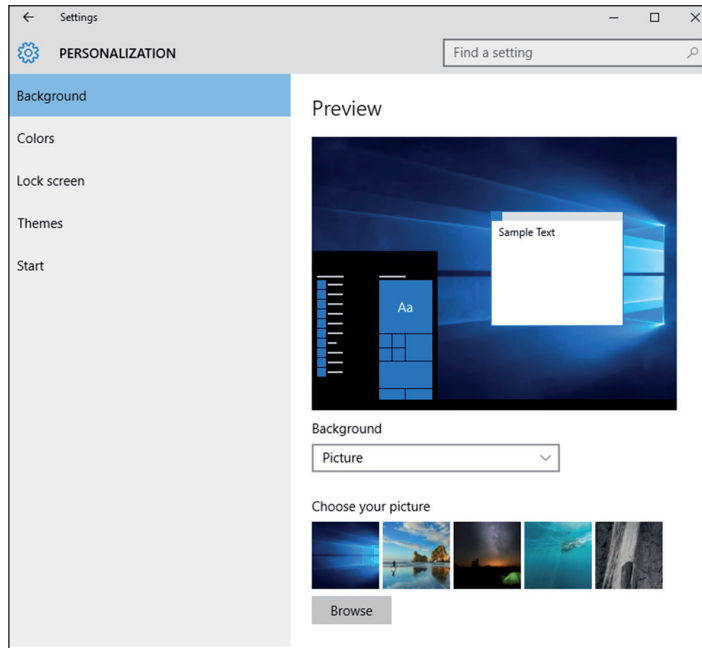 Settings
PERSONALIZATION
Find a setting
Background
Colors
Lock screen
Themes
Start
Preview
Sample Text
Aa
Background
Picture
Choose your picture
Browse